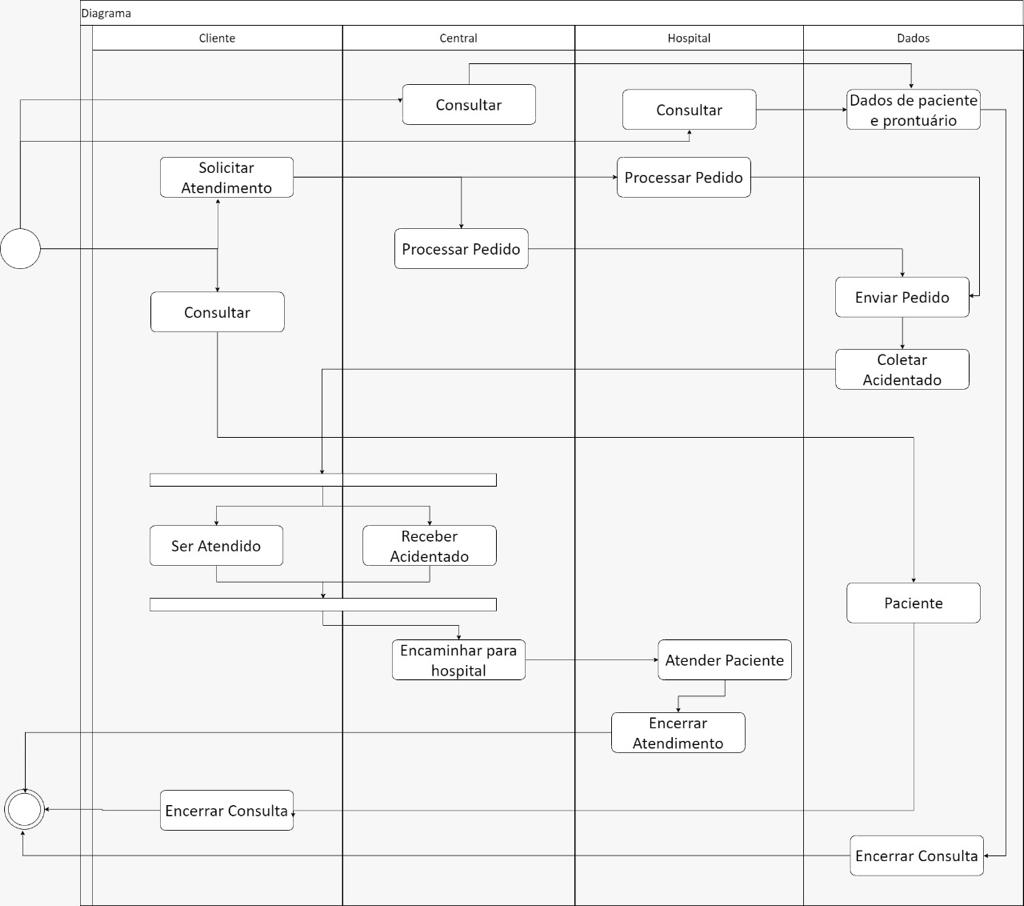 Diagrama
Cliente
Central
Hospital
Dados
Consultar
Consultar
Dados de paciente
e prontuário
Solicitar
Atendimento
Processar Pedido
Processar Pedido
Enviar Pedido
Consultar
Coletar
Acidentado
Ser Atendido
Receber
Acidentado
Paciente
Encaminhar para
hospital
Atender Paciente
Encerrar
Atendimento
Encerrar Consulta
Encerrar Consulta